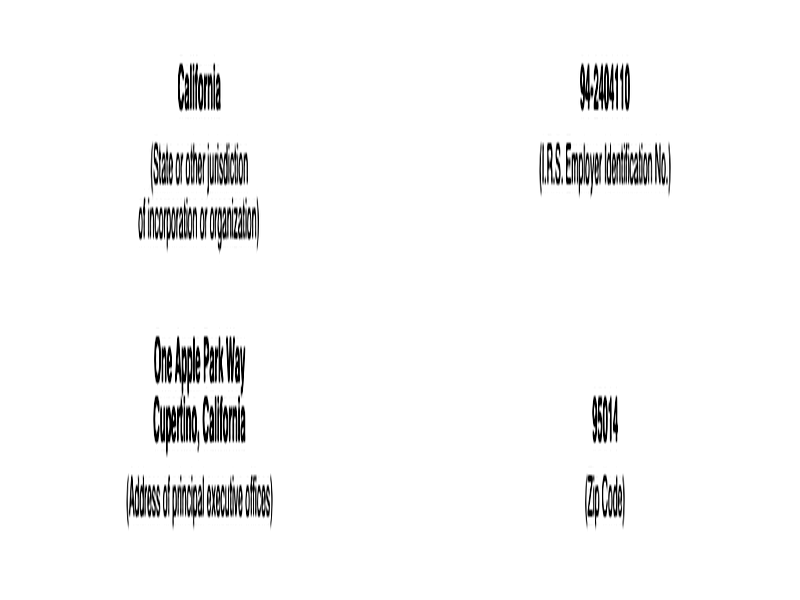 California
94-2404110
(State or other jurisdiction
of incorporation or organization)
(I.R.S. Employer Identification No.)
One Apple Park Way
Cupertino, California
95014
(Address of principal executive offices)
(Zip Code)